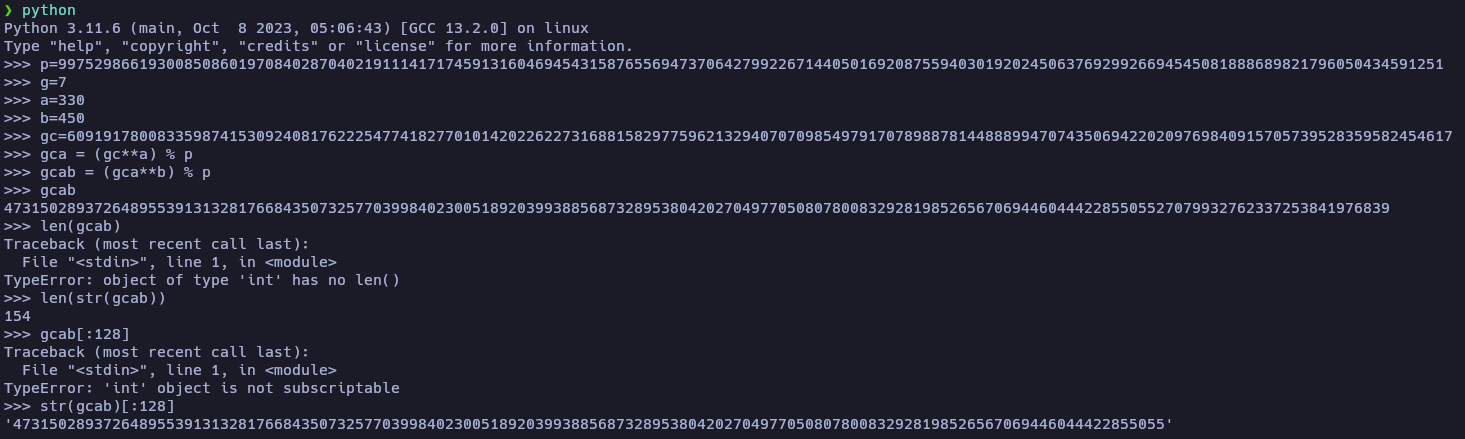 ❯ python
Python 3.11.6 (main, Oct  8 2023, 05:06:43) [GCC 13.2.0] on linux
Type "help", "copyright", "credits" or "license" for more information.
>>> p=9975298661930085086019708402870402191114171745913160469454315876556947370642799226714405016920875594030192024506376929926694545081888689821796050434591251
>>> g=7
>>> a=330
>>> b=450
>>> gc=6091917800833598741530924081762225477418277010142022622731688158297759621329407070985497917078988781448889947074350694220209769840915705739528359582454617
>>> gca = (gc**a) % p
>>> gcab = (gca**b) % p
>>> gcab
4731502893726489553913132817668435073257703998402300518920399388568732895380420270497705080780083292819852656706944604442285505527079932762337253841976839
>>> len(gcab)
Traceback (most recent call last):
  File "<stdin>", line 1, in <module>
TypeError: object of type 'int' has no len()
>>> len(str(gcab))
154
>>> gcab[:128]
Traceback (most recent call last):
  File "<stdin>", line 1, in <module>
TypeError: 'int' object is not subscriptable
>>> str(gcab)[:128]
'47315028937264895539131328176684350732577039984023005189203993885687328953804202704977050807800832928198526567069446044422855055'